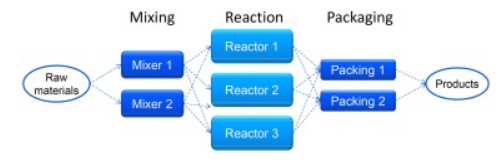 Mixing Reaction Packaging
Raw
materials
Mixer 1
Mixer 2
Reactor 1
Reactor 2
Reactor 3
Packing 1
Packing 2
Products